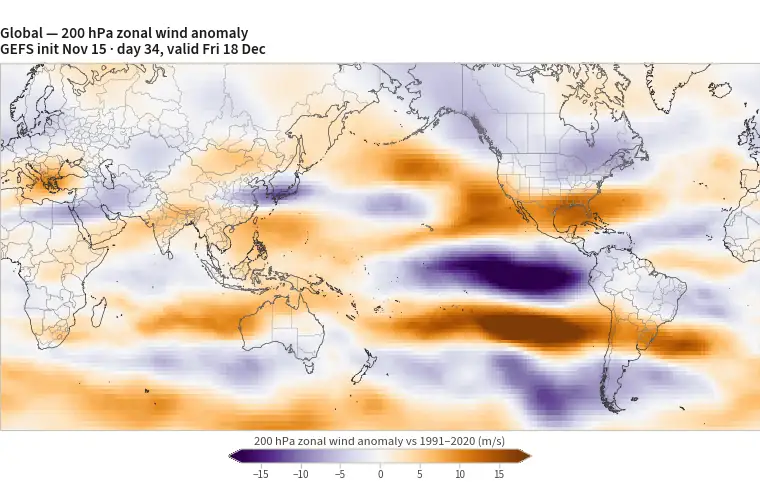 Global — 200 hPa zonal wind anomaly
GEFS init Nov 15 · day 34, valid Fri 18 Dec
200 hPa zonal wind anomaly vs 1991–2020 (m/s)
−15 −10 −5 0 5 10 15